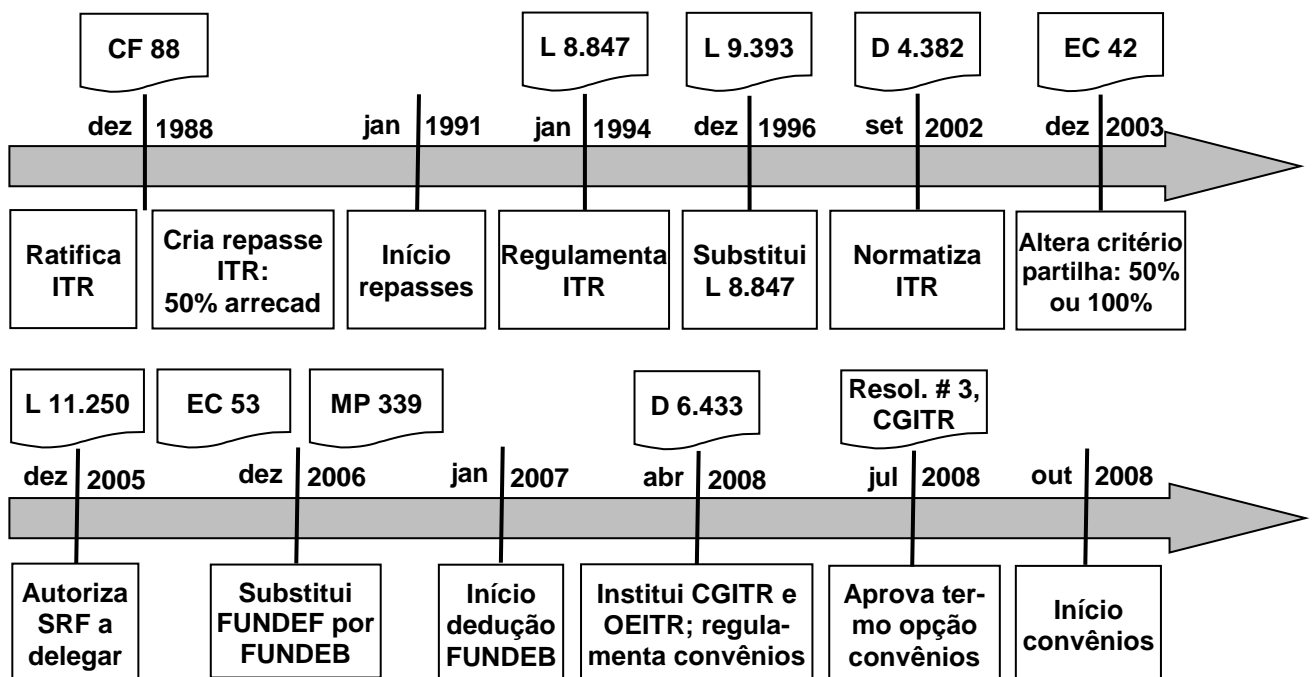 CF 88
L 8.847
L 9.393
D 4.382
EC 42
dez 1988
jan 1991
jan 1994
dez 1996
set 2002
dez 2003
Ratifica
ITR
Cria repasse
ITR:
50% arrecad
Início
repasses
Regulamenta
ITR
Substitui
L 8.847
Normatiza
ITR
Altera critério
partilha: 50%
ou 100%
L 11.250
EC 53
MP 339
D 6.433
Resol. # 3,
CGITR
dez 2005
dez 2006
jan 2007
abr 2008
jul 2008
out 2008
Autoriza
SRF a
delegar
Substitui
FUNDEF por
FUNDEB
Início
dedução
FUNDEB
Institui CGITR e
OEITR; regula-
menta convênios
Aprova ter-
mo opção
convênios
Início
convênios